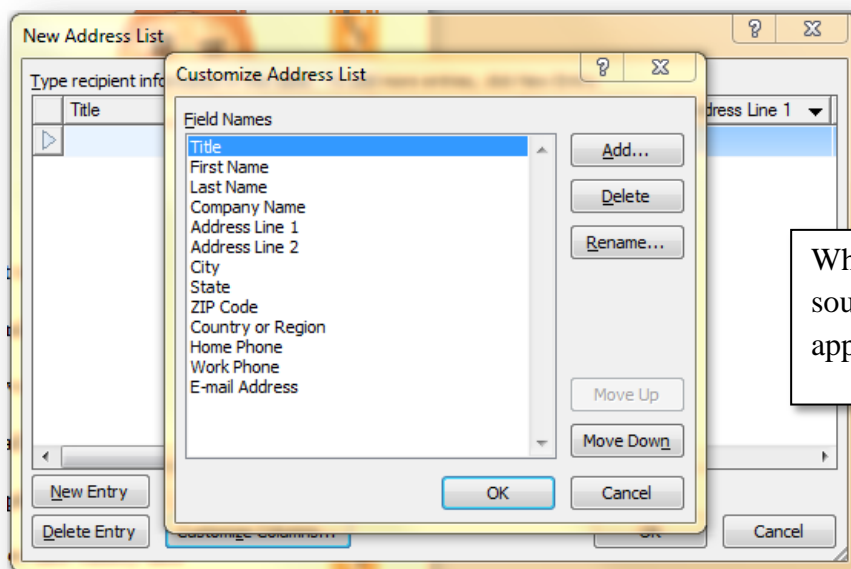 New Address List
Customize Address List
Type recipient info
Title
dress Line 1
Field Names
Title
First Name
Last Name
Company Name
Address Line 1
Address Line 2
City
State
ZIP Code
Country or Region
Home Phone
Work Phone
E-mail Address
Add...
Delete
Rename...
Move Up
Move Down
OK
Cancel
New Entry
Delete Entry
Customize Columns...
OK
Cancel
Wh
sou
app